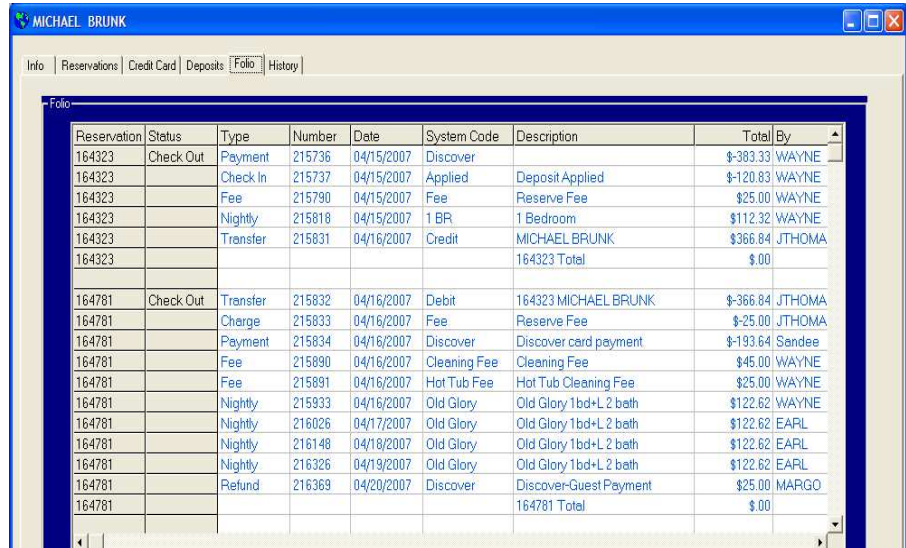 MICHAEL BRUNK
Info Reservations Credit Card Deposits Folio History
Folio
Reservation Status Type Number Date System Code Description Total By
164323 Check Out Payment 215736 04/15/2007 Discover $-383.33 WAYNE
164323 Check In 215737 04/15/2007 Applied Deposit Applied $-120.83 WAYNE
164323 Fee 215790 04/15/2007 Fee Reserve Fee $25.00 WAYNE
164323 Nightly 215818 04/15/2007 1 BR 1 Bedroom $112.32 WAYNE
164323 Transfer 215831 04/16/2007 Credit MICHAEL BRUNK $366.84 JTHOMA
164323 164323 Total $.00
164781 Check Out Transfer 215832 04/16/2007 Debit 164323 MICHAEL BRUNK $-366.84 JTHOMA
164781 Charge 215833 04/16/2007 Fee Reserve Fee $-25.00 JTHOMA
164781 Payment 215834 04/16/2007 Discover Discover card payment $-193.64 Sandee
164781 Fee 215890 04/16/2007 Cleaning Fee Cleaning Fee $45.00 WAYNE
164781 Fee 215891 04/16/2007 Hot Tub Fee Hot Tub Cleaning Fee $25.00 WAYNE
164781 Nightly 215933 04/16/2007 Old Glory Old Glory 1bd+L 2 bath $122.62 WAYNE
164781 Nightly 216026 04/17/2007 Old Glory Old Glory 1bd+L 2 bath $122.62 EARL
164781 Nightly 216148 04/18/2007 Old Glory Old Glory 1bd+L 2 bath $122.62 EARL
164781 Nightly 216326 04/19/2007 Old Glory Old Glory 1bd+L 2 bath $122.62 EARL
164781 Refund 216369 04/20/2007 Discover Discover-Guest Payment $25.00 MARGO
164781 164781 Total $.00